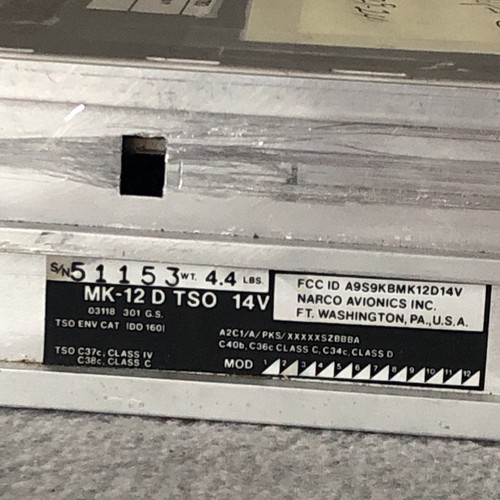 S/N 51153 WT. 4.4 LBS.
MK-12 D TSO 14V
03118 301 G.S.
TSO ENV CAT (DO 160)
A2C1/A/PKS/XXXXXSZBBBA
C40b, C36c CLASS C, C34c, CLASS D
TSO C37c, CLASS IV
C38c, CLASS C
MOD 1 2 3 4 5 6 7 8 9 10 11 12
FCC ID A9S9KBMK12D14V
NARCO AVIONICS INC.
FT. WASHINGTON, PA., U.S.A.